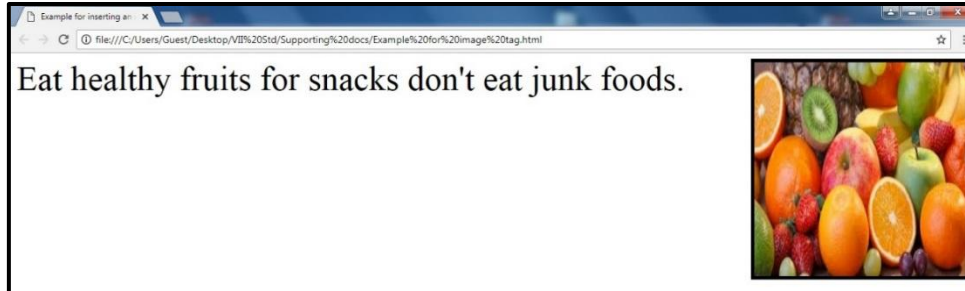 Example for inserting an
file:///C:/Users/Guest/Desktop/VII%20Std/Supporting%20docs/Example%20for%20image%20tag.html
Eat healthy fruits for snacks don't eat junk foods.